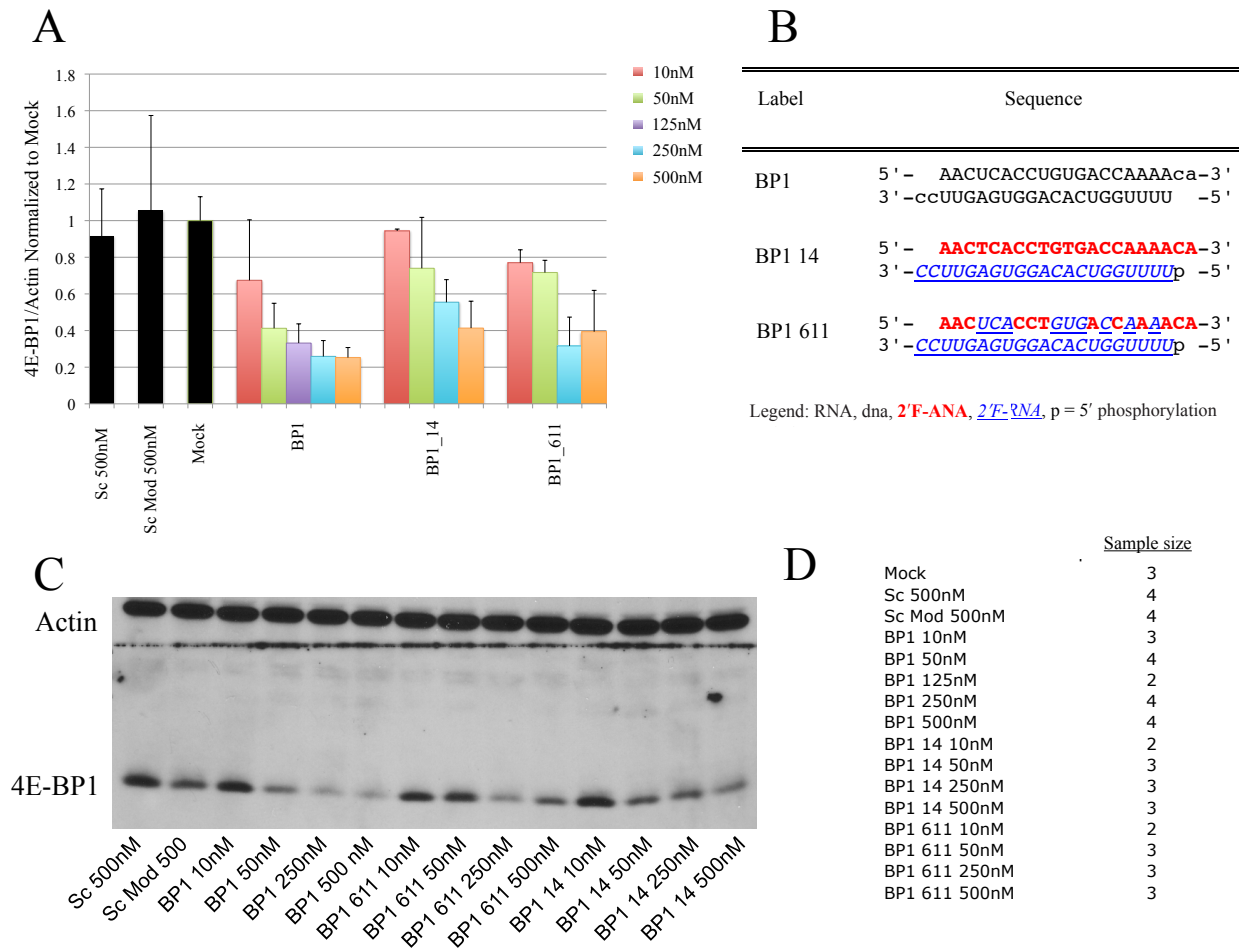 A
4E-BP1/Actin Normalized to Mock
1.8
1.6
1.4
1.2
1
0.8
0.6
0.4
0.2
0
Sc 500nM
Sc Mod 500nM
Mock
BP1
BP1_14
BP1_611
10nM
50nM
125nM
250nM
500nM
B
Label Sequence
BP1 5'- AACUCACCUGUGACCAAAAca-3'
3'-ccUUGAGUGGACACUGGUUUU -5'
BP1 14 5'- AACTCACCTGTGACCAAAACA-3'
3'-CCUUGAGUGGACACUGGUUUUp -5'
BP1 611 5'- AACUCACCTGUGACCAAAACA-3'
3'-CCUUGAGUGGACACUGGUUUUp -5'
Legend: RNA, dna, 2'F-ANA, 2'F-RNA, p = 5' phosphorylation
C
Actin
4E-BP1
Sc 500nM
Sc Mod 500
BP1 10nM
BP1 50nM
BP1 250nM
BP1 500 nM
BP1 611 10nM
BP1 611 50nM
BP1 611 250nM
BP1 611 500nM
BP1 14 10nM
BP1 14 50nM
BP1 14 250nM
BP1 14 500nM
D
Sample size
Mock 3
Sc 500nM 4
Sc Mod 500nM 4
BP1 10nM 3
BP1 50nM 4
BP1 125nM 2
BP1 250nM 4
BP1 500nM 4
BP1 14 10nM 2
BP1 14 50nM 3
BP1 14 250nM 3
BP1 14 500nM 3
BP1 611 10nM 2
BP1 611 50nM 3
BP1 611 250nM 3
BP1 611 500nM 3